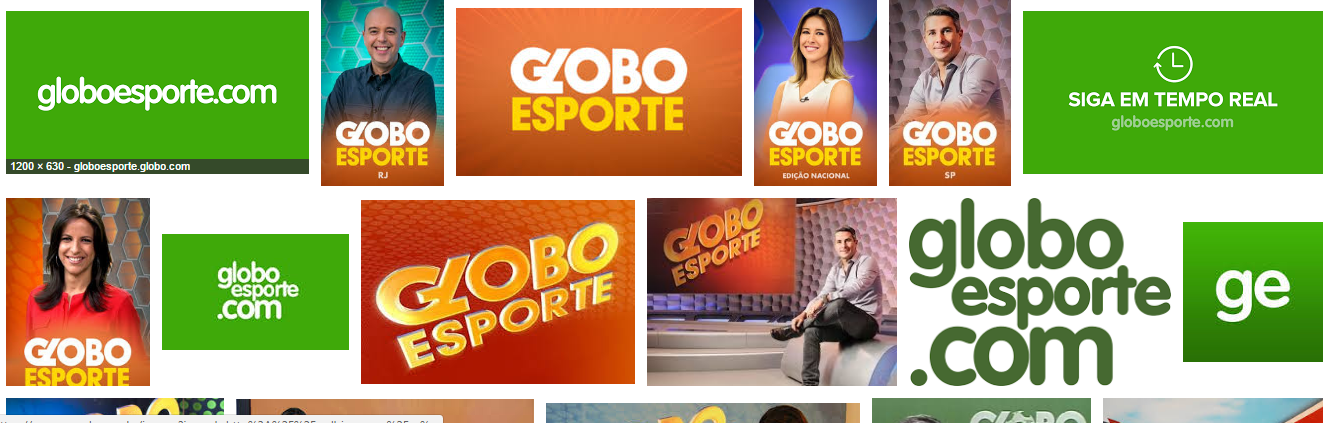 globoesporte.com
1200 × 630 - globoesporte.globo.com
GLOBO
ESPORTE
RJ
GLOBO
ESPORTE
GLOBO
ESPORTE
EDIÇÃO NACIONAL
GLOBO
ESPORTE
SP
SIGA EM TEMPO REAL
globoesporte.com
GLOBO
ESPORTE
globo
esporte
.com
GLOBO
ESPORTE
GLOBO
ESPORTE
globo
esporte
.com
ge